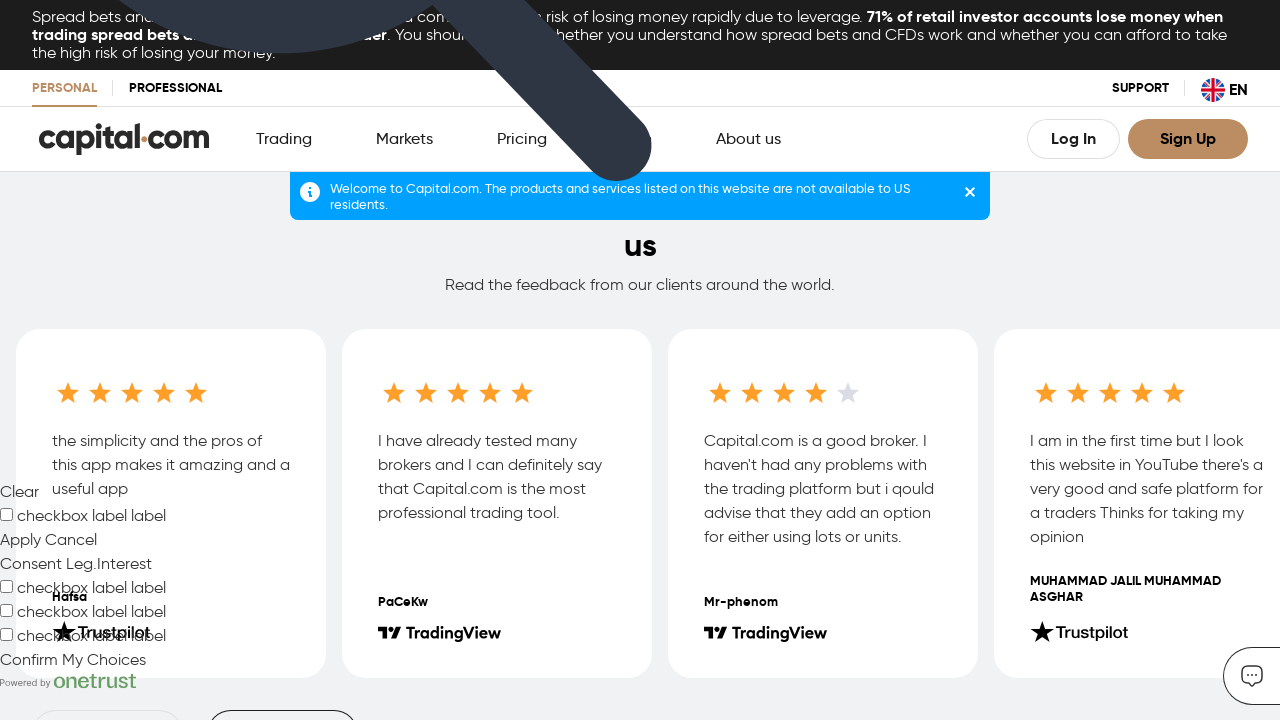 Spread bets and risk of losing money rapidly due to leverage. 71% of retail investor accounts lose money when
trading spread bets . You should whether you understand how spread bets and CFDs work and whether you can afford to take
the high risk of losing your money.
PERSONAL PROFESSIONAL SUPPORT EN
capital.com Trading Markets Pricing About us Log In Sign Up
Welcome to Capital.com. The products and services listed on this website are not available to US
residents.
us
Read the feedback from our clients around the world.
the simplicity and the pros of
this app makes it amazing and a
useful app
Hafsa
Trustpilot
I have already tested many
brokers and I can definitely say
that Capital.com is the most
professional trading tool.
PaCeKw
TradingView
Capital.com is a good broker. I
haven't had any problems with
the trading platform but i qould
advise that they add an option
for either using lots or units.
Mr-phenom
TradingView
I am in the first time but I look
this website in YouTube there's a
very good and safe platform for
a traders Thinks for taking my
opinion
MUHAMMAD JALIL MUHAMMAD
ASGHAR
Trustpilot
Clear
checkbox label label
Apply Cancel
Consent Leg.Interest
checkbox label label
checkbox label label
checkbox label label
Confirm My Choices
Powered by onetrust